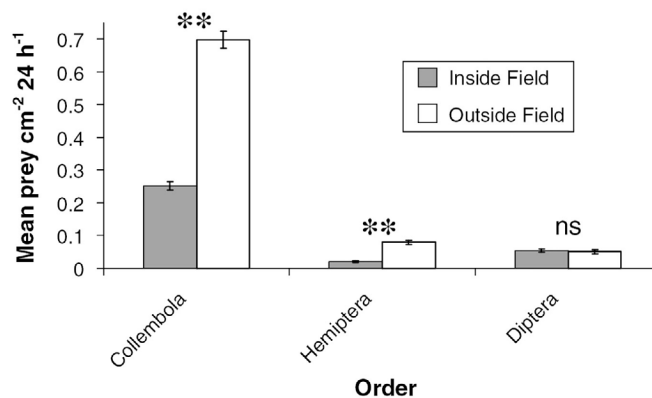 Mean prey cm⁻² 24 h⁻¹
0.7
0.6
0.5
0.4
0.3
0.2
0.1
0
**
**
ns
Inside Field
Outside Field
Collembola
Hemiptera
Diptera
Order